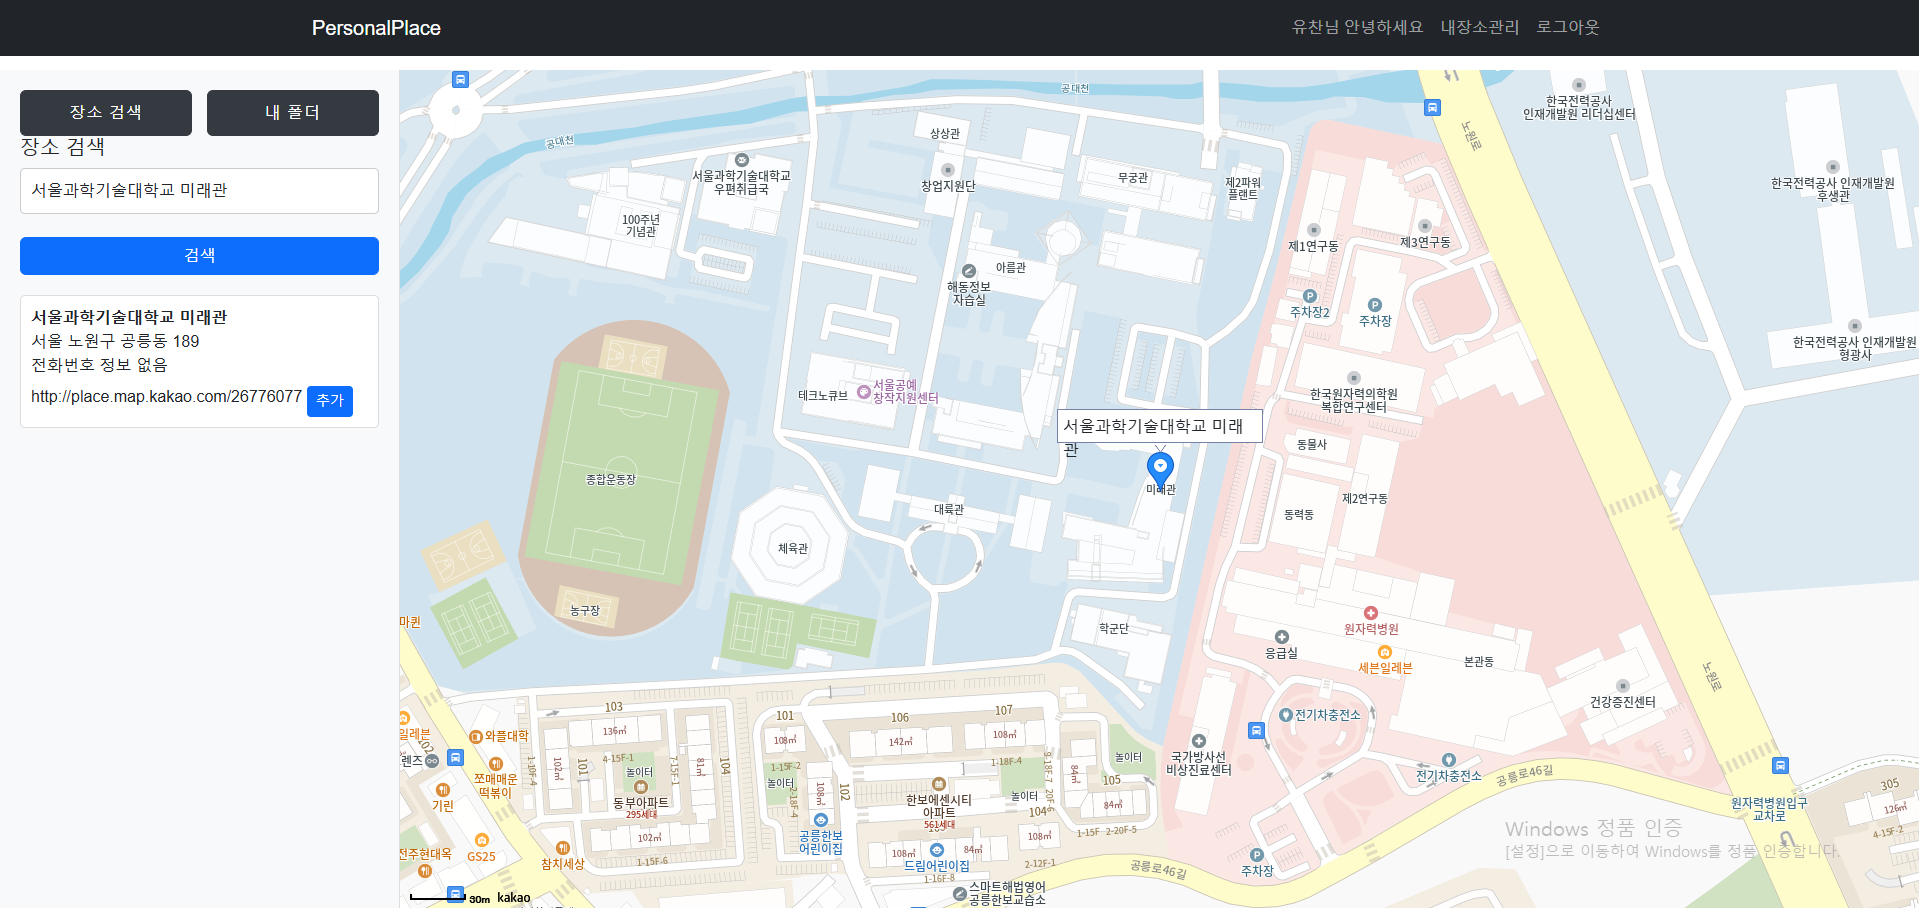 PersonalPlace
유찬님 안녕하세요 내장소관리 로그아웃
장소 검색
내 폴더
장소 검색
서울과학기술대학교 미래관
검색
서울과학기술대학교 미래관
서울 노원구 공릉동 189
전화번호 정보 없음
http://place.map.kakao.com/26776077
추가
공대천
공대천
상상관
서울과학기술대학교
우편취급국
창업지원단
무궁관
제2파워
플랜트
100주년
기념관
아름관
해동정보
자습실
테크노큐브
서울공예
창작지원센터
서울과학기술대학교 미래
관
미래관
종합운동장
대륙관
체육관
농구장
학군단
노원로
한국전력공사
인재개발원 리더십센터
한국전력공사 인재개발원
후생관
한국전력공사 인재개발원
형광사
제1연구동
제3연구동
주차장2
주차장
한국원자력의학원
복합연구센터
동물사
제2연구동
동력동
원자력병원
응급실
세븐일레븐
본관동
노원로
건강증진센터
전기차충전소
국가방사선
비상진료센터
전기차충전소
공릉로46길
원자력병원입구
교차로
305
126㎡
4-15F-2
마퀸
일레븐
102
렌즈
와플대학
쪼매매운
떡볶이
기린
전주현대옥
GS25
참치세상
103
136㎡
4-15F-1
1-10F-4
102㎡
101
놀이터
7-15F-1
81㎡
104
동부아파트
295세대
102㎡
1-15F-6
101
108㎡
1-15F-2
놀이터
2-18F-4
108㎡
102
공릉한보
어린이집
106
142㎡
107
108㎡
1-18F-4
한보에센시티
아파트
561세대
103
108㎡
84㎡
드림어린이집
1-16F-8
놀이터
104
108㎡
2-12F-1
9-18F-7
20F-6
84㎡
105
84㎡
1-15F
2-20F-5
놀이터
스마트해법영어
공릉한보교습소
공릉로46길
주차장
30m
kakao
Windows 정품 인증
[설정]으로 이동하여 Windows를 정품 인증합니다.